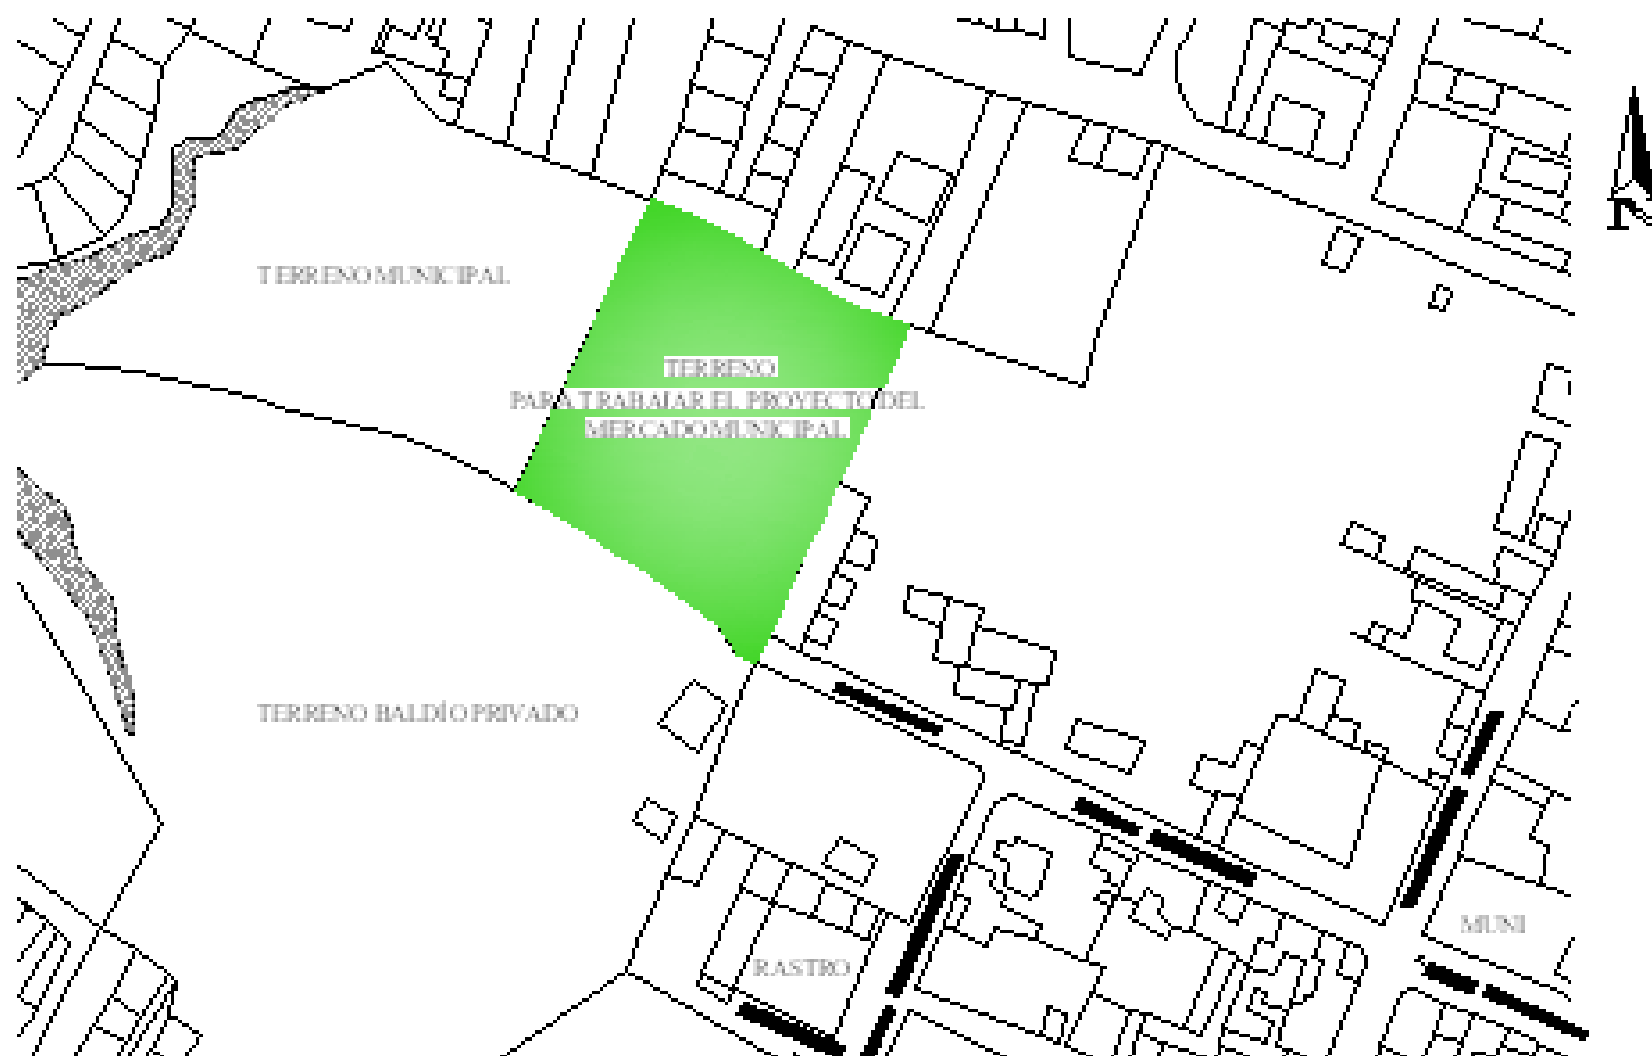 TERRENO MUNICIPAL
TERRENO
PARA TRABAJAR EL PROYECTO DEL
MERCADO MUNICIPAL
TERRENO BALDÍO PRIVADO
MUNI
RASTRO